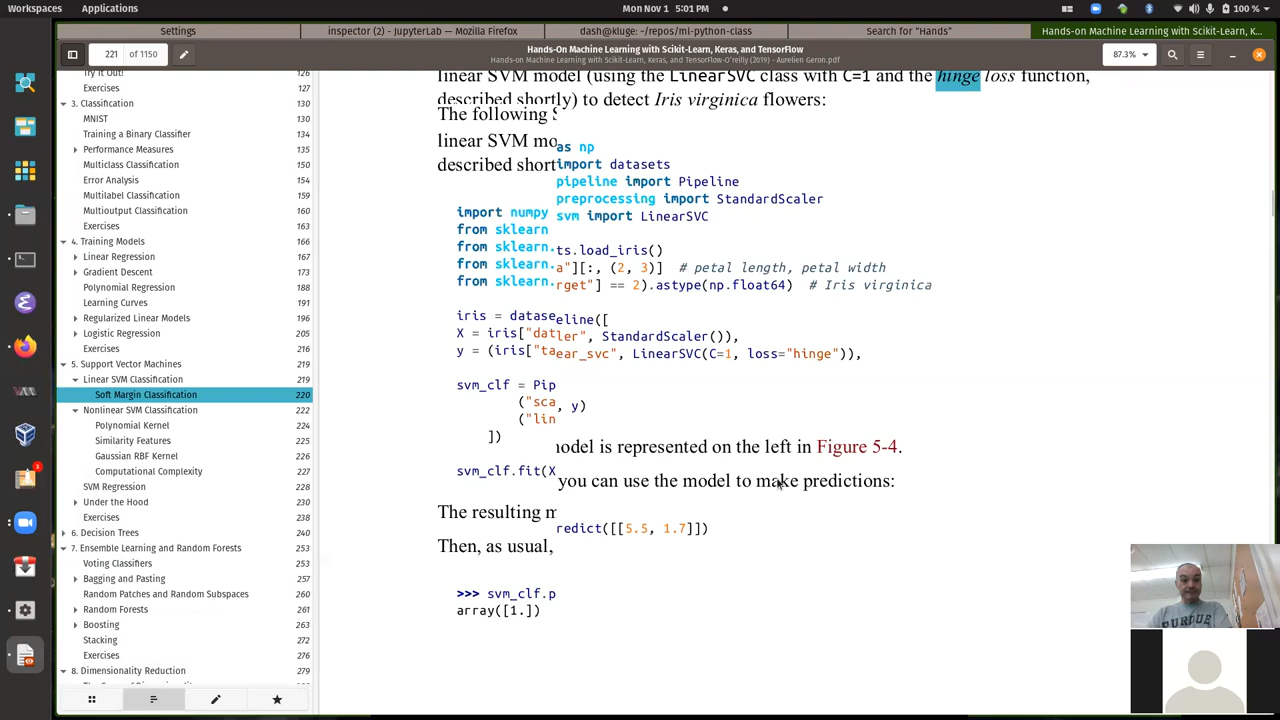 Workspaces
Applications
Mon Nov 1 5:01 PM
100 %
Settings
inspector (2) - JupyterLab — Mozilla Firefox
dash@kluge: ~/repos/ml-python-class
Search for "Hands"
Hands-On Machine Learning with Scikit-Learn, Keras, and TensorFlow-O'reilly (2019) - Aurelien Geron.pdf, K...
221 of 1150
Hands-On Machine Learning with Scikit-Learn, Keras, and TensorFlow
Hands-On Machine Learning with Scikit-Learn, Keras, and TensorFlow-O'reilly (2019) - Aurelien Geron.pdf
87.3%
Try It Out! 126
Exercises 127
3. Classification 130
MNIST 130
Training a Binary Classifier 134
Performance Measures 135
Multiclass Classification 150
Error Analysis 154
Multilabel Classification 159
Multioutput Classification 160
Exercises 163
4. Training Models 166
Linear Regression 167
Gradient Descent 173
Polynomial Regression 188
Learning Curves 191
Regularized Linear Models 196
Logistic Regression 205
Exercises 216
5. Support Vector Machines 219
Linear SVM Classification 219
Soft Margin Classification 220
Nonlinear SVM Classification 222
Polynomial Kernel 224
Similarity Features 225
Gaussian RBF Kernel 226
Computational Complexity 227
SVM Regression 228
Under the Hood 230
Exercises 238
6. Decision Trees 240
7. Ensemble Learning and Random Forests 253
Voting Classifiers 253
Bagging and Pasting 257
Random Patches and Random Subspaces 260
Random Forests 261
Boosting 263
Stacking 272
Exercises 276
8. Dimensionality Reduction 279
linear SVM model (using the LinearSVC class with C=1 and the hinge loss function,
described shortly) to detect Iris virginica flowers:
The following S
linear SVM mo
described short
as np
import datasets
pipeline import Pipeline
preprocessing import StandardScaler
svm import LinearSVC
import numpy
from sklearn
from sklearn.
from sklearn.
from sklearn.
ts.load_iris()
a"][:, (2, 3)] # petal length, petal width
rget"] == 2).astype(np.float64) # Iris virginica
iris = datase
X = iris["dat
y = (iris["ta
eline([
ler", StandardScaler()),
ear_svc", LinearSVC(C=1, loss="hinge")),
svm_clf = Pip
("sca
("lin
])
, y)
svm_clf.fit(X
odel is represented on the left in Figure 5-4.
you can use the model to make predictions:
The resulting m
Then, as usual,
redict([[5.5, 1.7]])
>>> svm_clf.p
array([1.])
PURDUE